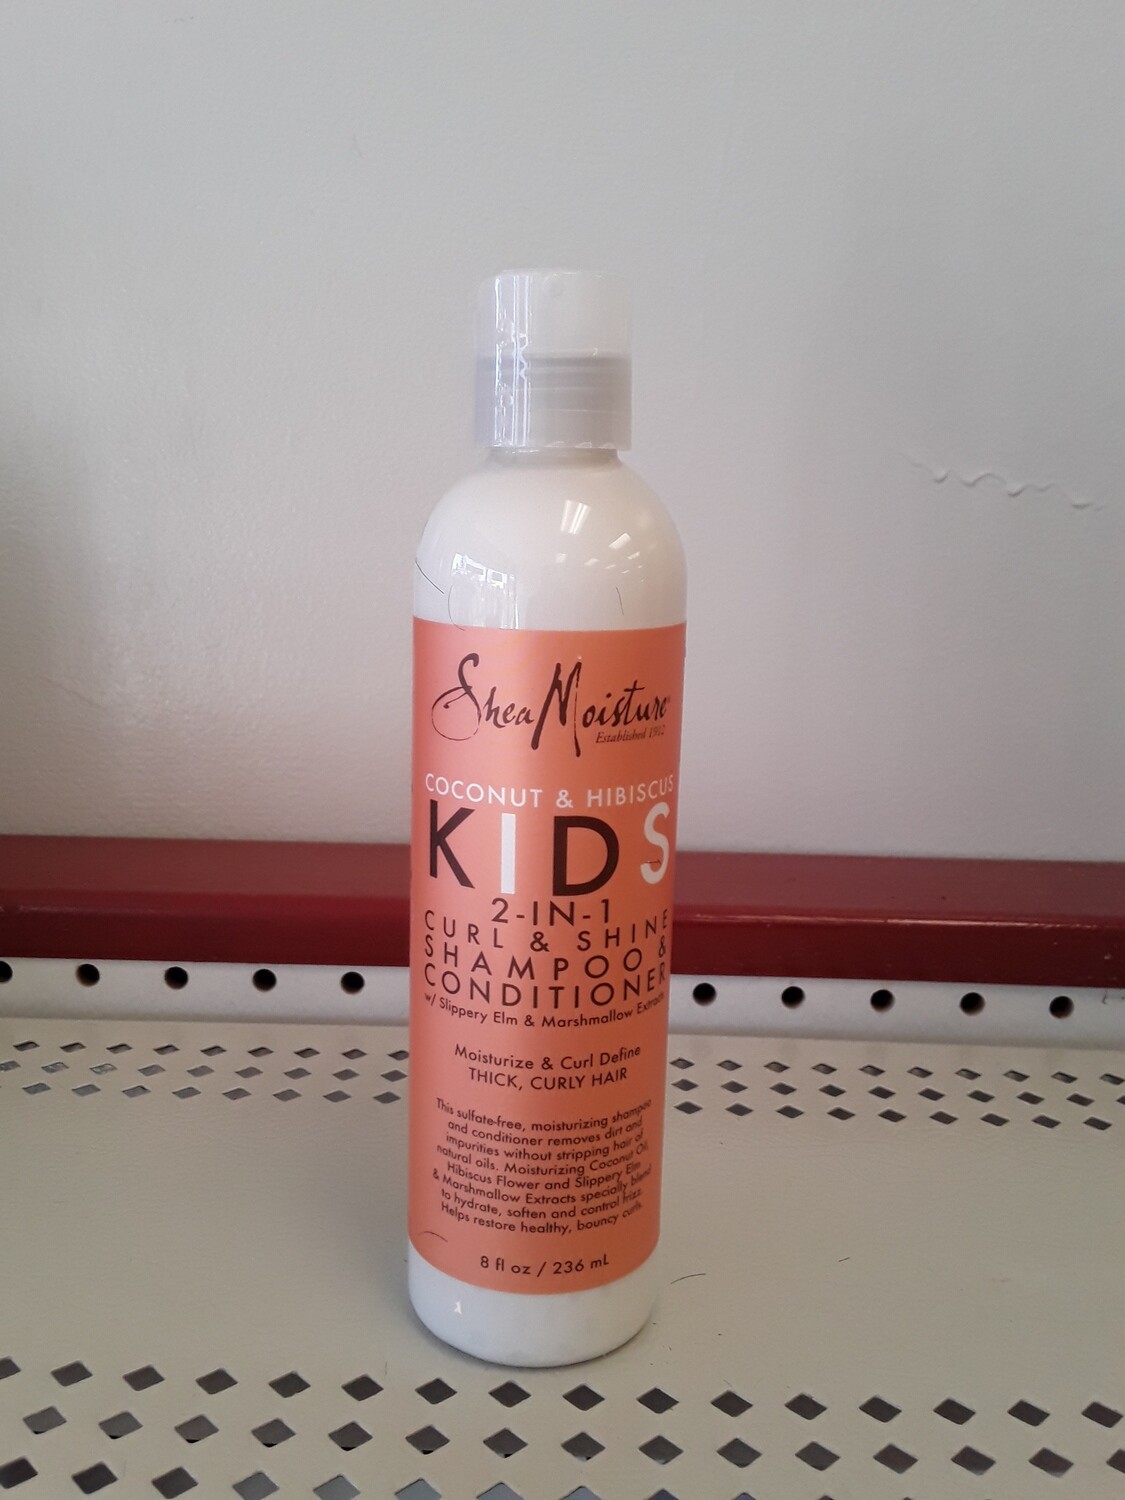 SheaMoisture
Established 1912
COCONUT & HIBISCUS
KIDS
2-IN-1
CURL & SHINE
SHAMPOO &
CONDITIONER
w/ Slippery Elm & Marshmallow Extracts
Moisturize & Curl Define
THICK, CURLY HAIR
This sulfate-free, moisturizing shampoo
and conditioner removes dirt and
impurities without stripping hair of
natural oils. Moisturizing Coconut Oil,
Hibiscus Flower and Slippery Elm
& Marshmallow Extracts specially blend
to hydrate, soften and control frizz.
Helps restore healthy, bouncy curls.
8 fl oz / 236 mL